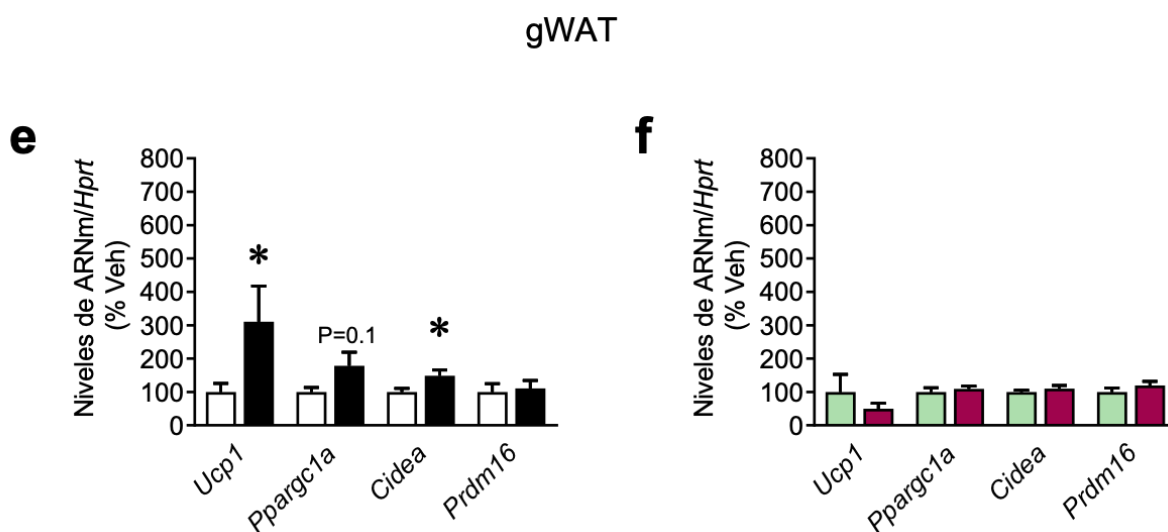 gWAT
e
Niveles de ARNm/Hprt
(% Veh)
800
700
600
500
400
300
200
100
0
*
P=0.1
*
Ucp1
Ppargc1a
Cidea
Prdm16
f
Niveles de ARNm/Hprt
(% Veh)
800
700
600
500
400
300
200
100
0
Ucp1
Ppargc1a
Cidea
Prdm16